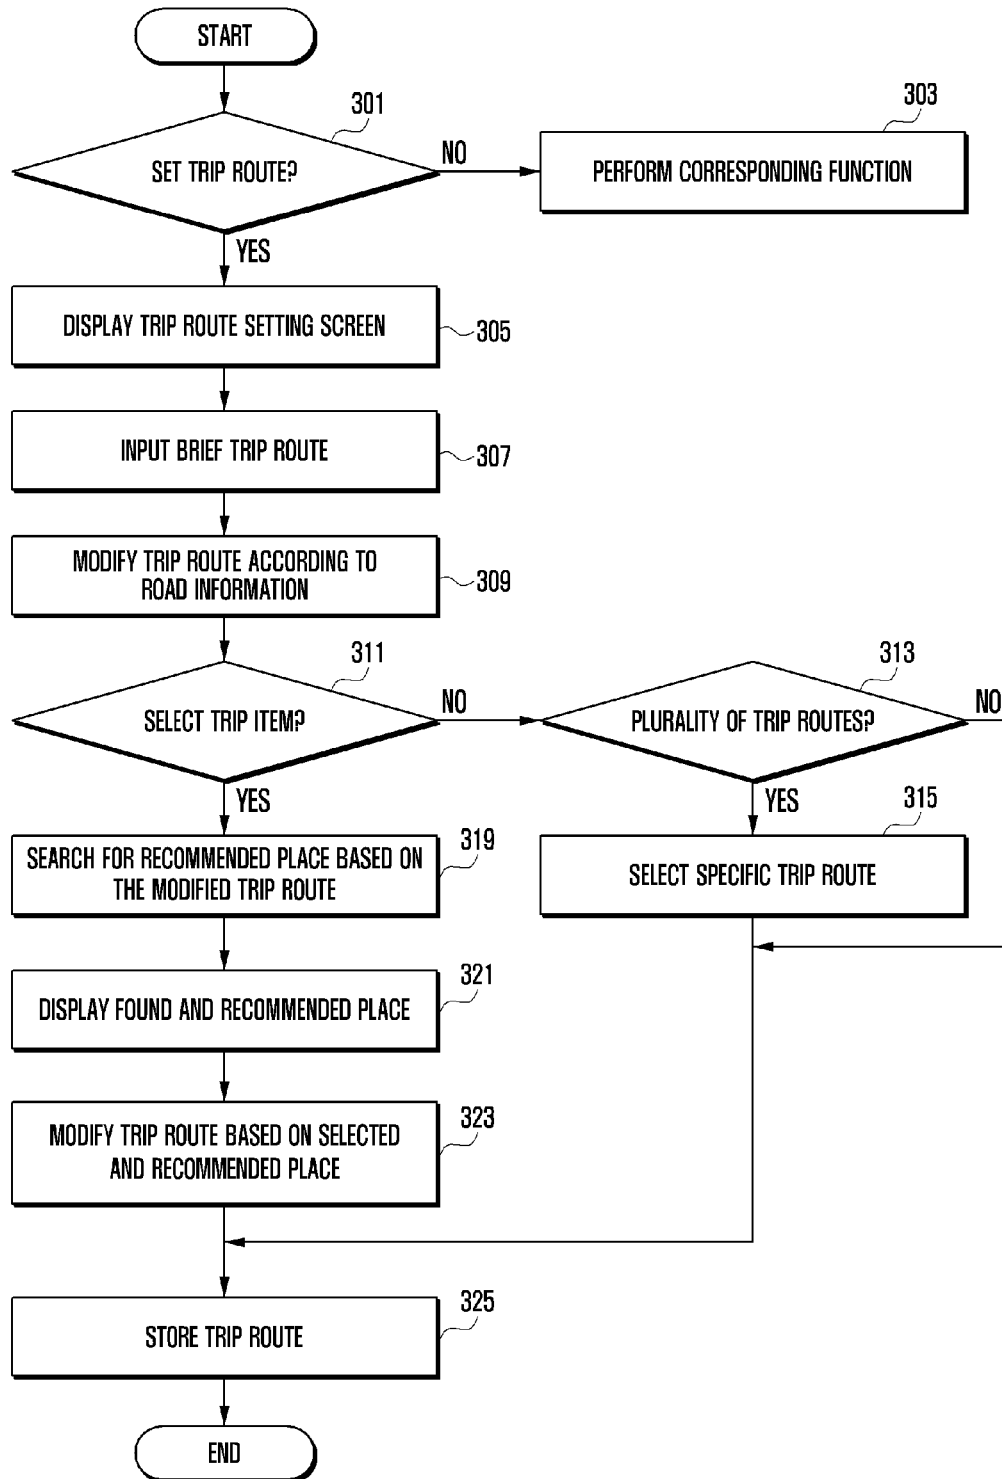 START
301
303
SET TRIP ROUTE?
NO
PERFORM CORRESPONDING FUNCTION
YES
DISPLAY TRIP ROUTE SETTING SCREEN
305
INPUT BRIEF TRIP ROUTE
307
MODIFY TRIP ROUTE ACCORDING TO
ROAD INFORMATION
309
311
313
SELECT TRIP ITEM?
NO
PLURALITY OF TRIP ROUTES?
NO
YES
YES
315
319
SEARCH FOR RECOMMENDED PLACE BASED ON
THE MODIFIED TRIP ROUTE
SELECT SPECIFIC TRIP ROUTE
321
DISPLAY FOUND AND RECOMMENDED PLACE
323
MODIFY TRIP ROUTE BASED ON SELECTED
AND RECOMMENDED PLACE
325
STORE TRIP ROUTE
END